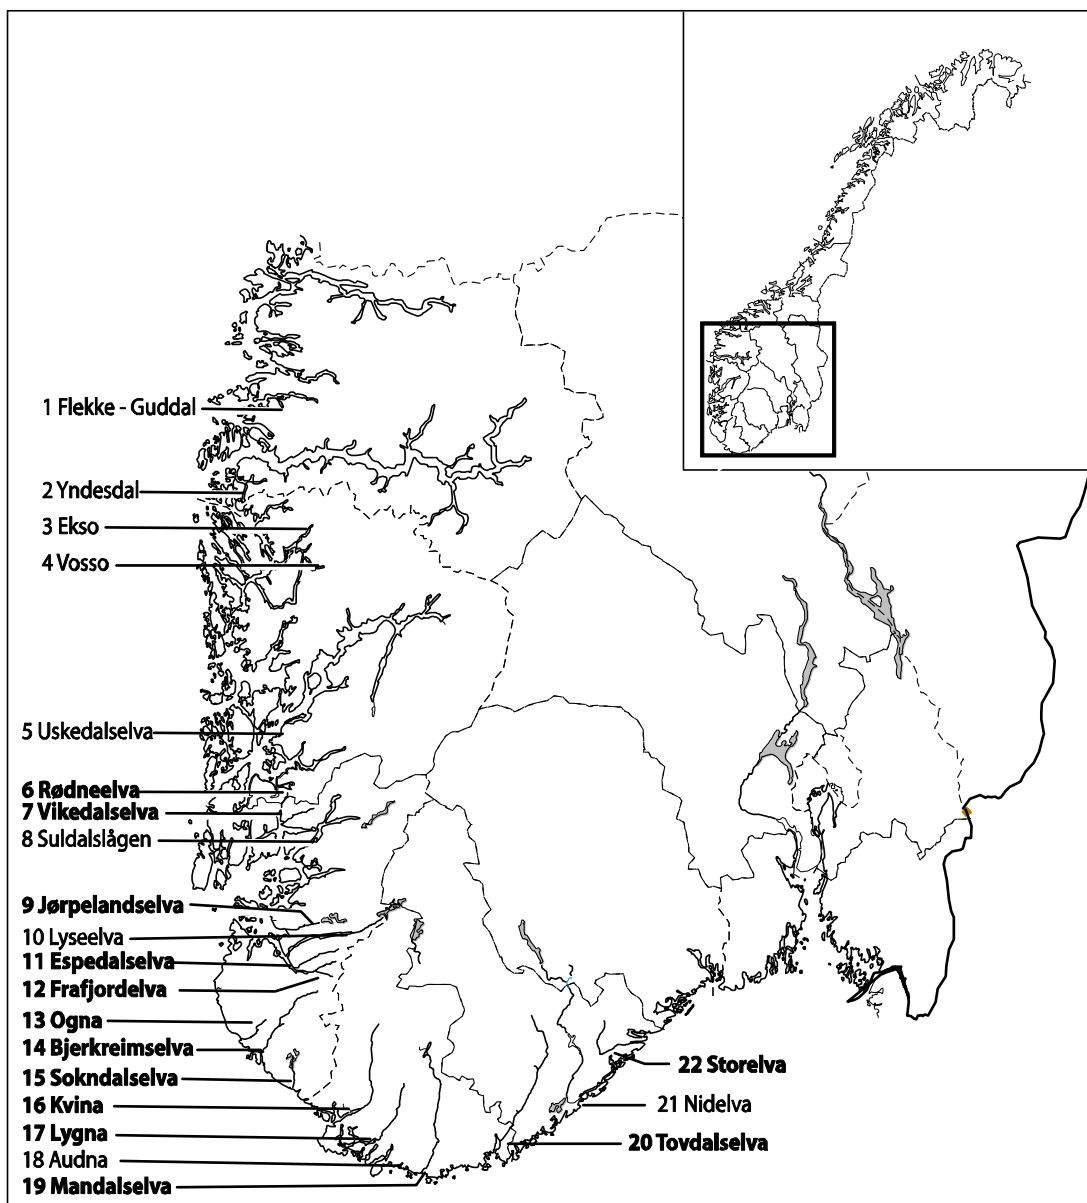 1 Flekke - Guddal
2 Yndesdal
3 Ekso
4 Vosso
5 Uskedalselva
6 Rødneelva
7 Vikedalselva
8 Suldalslågen
9 Jørpelandselva
10 Lyseelva
11 Espedalselva
12 Frafjordelva
13 Ogna
14 Bjerkreimselva
15 Sokndalselva
16 Kvina
17 Lygna
18 Audna
19 Mandalselva
20 Tovdalselva
21 Nidelva
22 Storelva